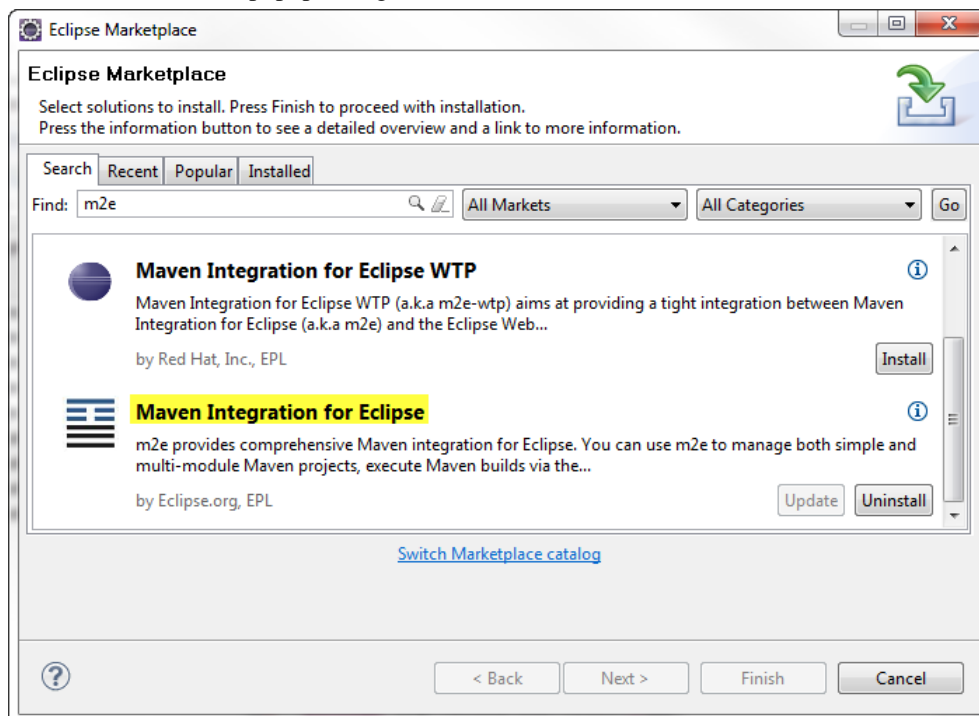 Eclipse Marketplace
Eclipse Marketplace
Select solutions to install. Press Finish to proceed with installation.
Press the information button to see a detailed overview and a link to more information.
Search Recent Popular Installed
Find: m2e All Markets All Categories Go
Maven Integration for Eclipse WTP
Maven Integration for Eclipse WTP (a.k.a m2e-wtp) aims at providing a tight integration between Maven
Integration for Eclipse (a.k.a m2e) and the Eclipse Web...
by Red Hat, Inc., EPL
Install
Maven Integration for Eclipse
m2e provides comprehensive Maven integration for Eclipse. You can use m2e to manage both simple and
multi-module Maven projects, execute Maven builds via the...
by Eclipse.org, EPL
Update Uninstall
Switch Marketplace catalog
< Back Next > Finish Cancel